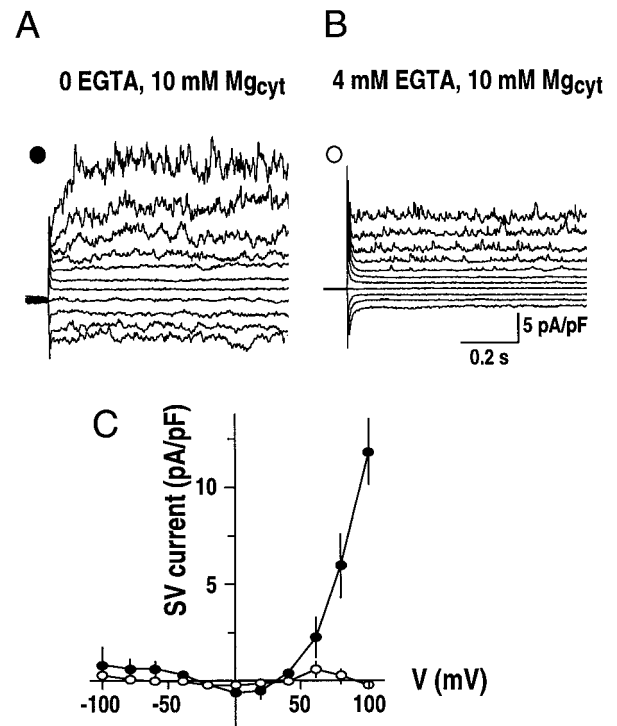 A
B
0 EGTA, 10 mM Mgcyt
4 mM EGTA, 10 mM Mgcyt
5 pA/pF
0.2 s
C
SV current (pA/pF)
10
5
-100 -50 50 100
V (mV)